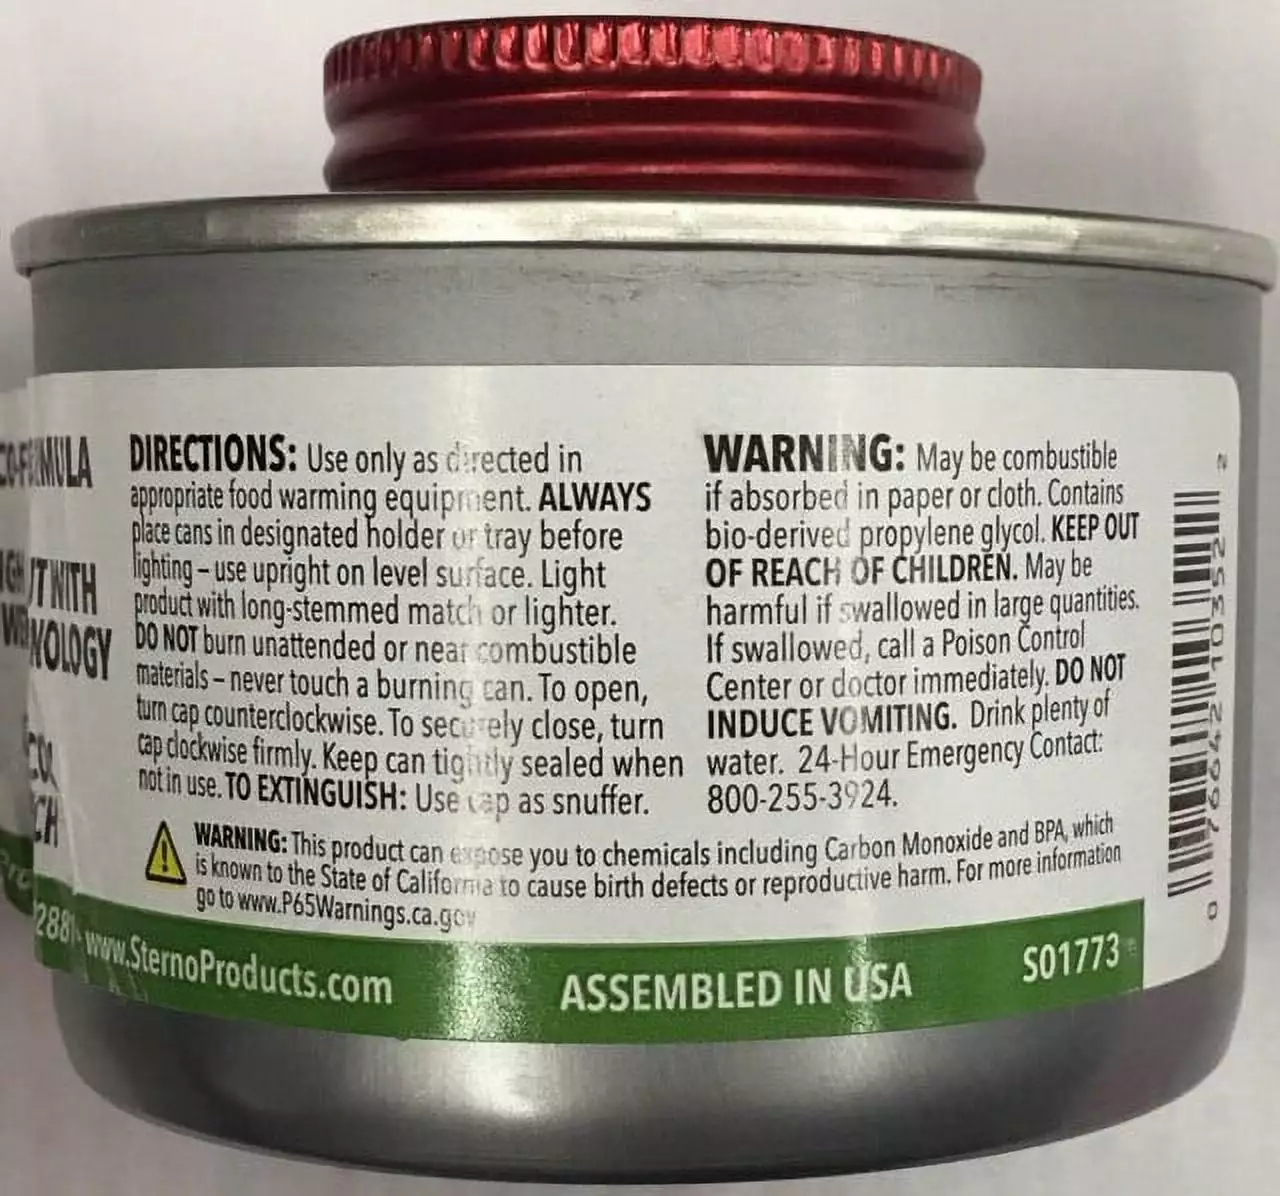 DIRECTIONS: Use only as directed in
appropriate food warming equipment. ALWAYS
place cans in designated holder or tray before
lighting – use upright on level surface. Light
product with long-stemmed match or lighter.
DO NOT burn unattended or near combustible
materials – never touch a burning can. To open,
turn cap counterclockwise. To securely close, turn
cap clockwise firmly. Keep can tightly sealed when
not in use. TO EXTINGUISH: Use cap as snuffer.
WARNING: May be combustible
if absorbed in paper or cloth. Contains
bio-derived propylene glycol. KEEP OUT
OF REACH OF CHILDREN. May be
harmful if swallowed in large quantities.
If swallowed, call a Poison Control
Center or doctor immediately. DO NOT
INDUCE VOMITING. Drink plenty of
water. 24-Hour Emergency Contact:
800-255-3924.
WARNING: This product can expose you to chemicals including Carbon Monoxide and BPA, which
is known to the State of California to cause birth defects or reproductive harm. For more information
go to www.P65Warnings.ca.gov
www.SternoProducts.com
ASSEMBLED IN USA
S01773
0 76642 10352 2